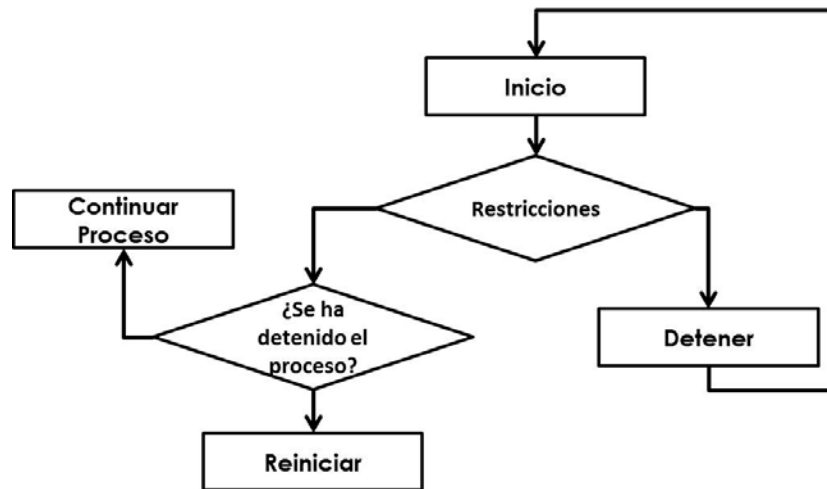 Inicio
Restricciones
Continuar
Proceso
¿Se ha
detenido el
proceso?
Detener
Reiniciar